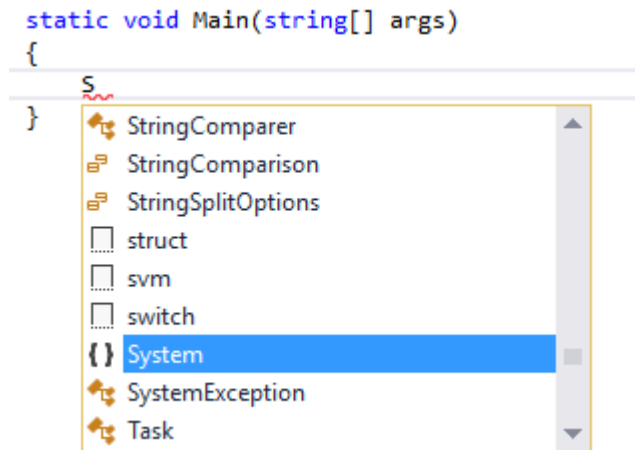 static void Main(string[] args)
{
S
}
StringComparer
StringComparison
StringSplitOptions
struct
svm
switch
{} System
SystemException
Task